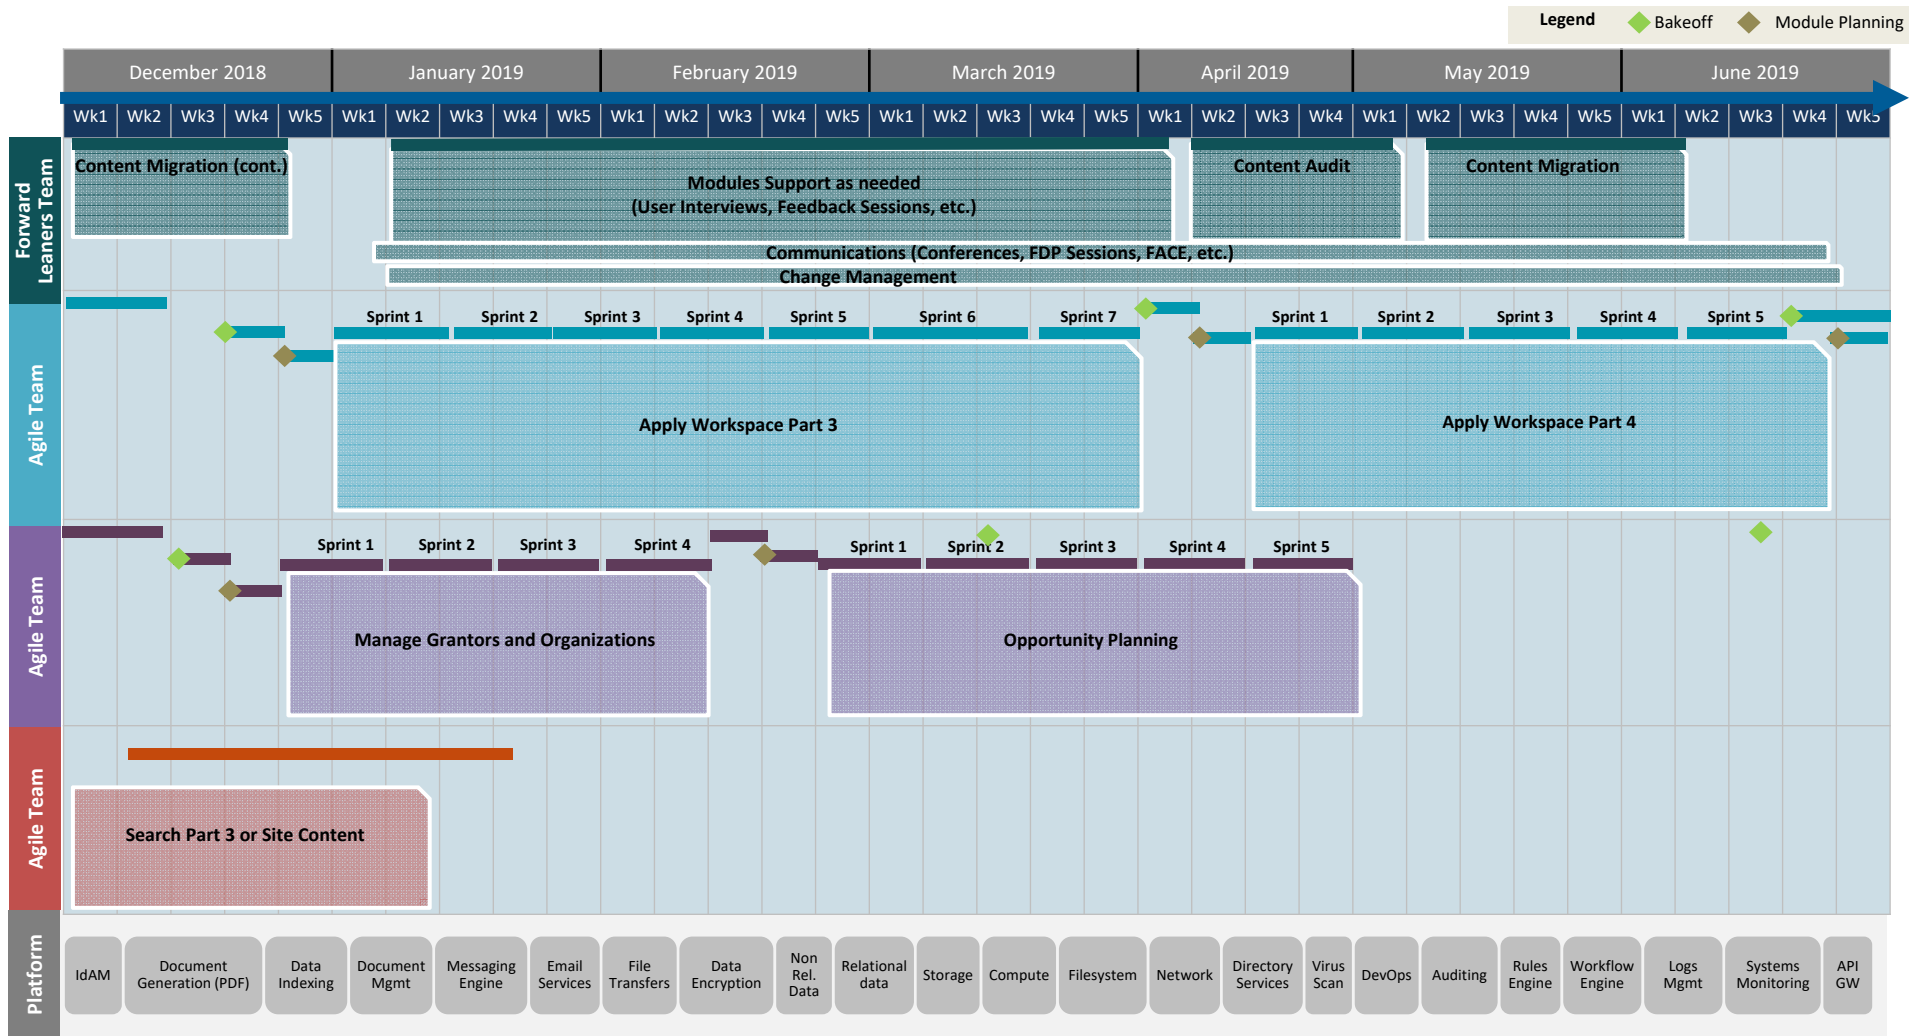 Legend Bakeoff Module Planning
December 2018 January 2019 February 2019 March 2019 April 2019 May 2019 June 2019
Wk1 Wk2 Wk3 Wk4 Wk5 Wk1 Wk2 Wk3 Wk4 Wk5 Wk1 Wk2 Wk3 Wk4 Wk5 Wk1 Wk2 Wk3 Wk4 Wk5 Wk1 Wk2 Wk3 Wk4 Wk1 Wk2 Wk3 Wk4 Wk5 Wk1 Wk2 Wk3 Wk4 Wk5
Forward
Leaners Team
Content Migration (cont.)
Modules Support as needed
(User Interviews, Feedback Sessions, etc.)
Content Audit
Content Migration
Communications (Conferences, FDP Sessions, FACE, etc.)
Change Management
Agile Team
Sprint 1 Sprint 2 Sprint 3 Sprint 4 Sprint 5 Sprint 6 Sprint 7
Sprint 1 Sprint 2 Sprint 3 Sprint 4 Sprint 5
Apply Workspace Part 3
Apply Workspace Part 4
Agile Team
Sprint 1 Sprint 2 Sprint 3 Sprint 4
Sprint 1 Sprint 2 Sprint 3 Sprint 4 Sprint 5
Manage Grantors and Organizations
Opportunity Planning
Agile Team
Search Part 3 or Site Content
Platform
IdAM
Document
Generation (PDF)
Data
Indexing
Document
Mgmt
Messaging
Engine
Email
Services
File
Transfers
Data
Encryption
Non
Rel.
Data
Relational
data
Storage
Compute
Filesystem
Network
Directory
Services
Virus
Scan
DevOps
Auditing
Rules
Engine
Workflow
Engine
Logs
Mgmt
Systems
Monitoring
API
GW